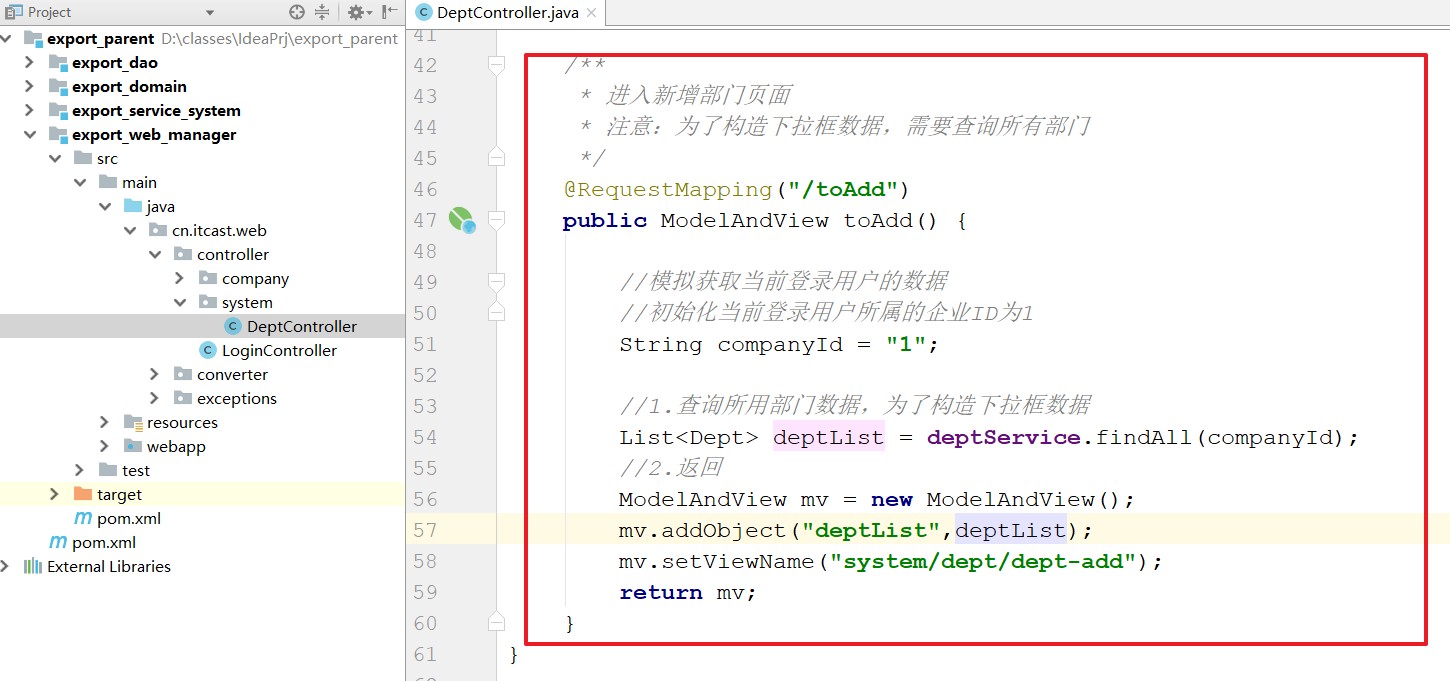 Project
export_parent D:\classes\IdeaPrj\export_parent
export_dao
export_domain
export_service_system
export_web_manager
src
main
java
cn.itcast.web
controller
company
system
DeptController
LoginController
converter
exceptions
resources
webapp
test
target
pom.xml
pom.xml
External Libraries
DeptController.java
41
42 /**
43 * 进入新增部门页面
44 * 注意：为了构造下拉框数据，需要查询所有部门
45 */
46 @RequestMapping("/toAdd")
47 public ModelAndView toAdd() {
48
49 //模拟获取当前登录用户的数据
50 //初始化当前登录用户所属的企业ID为1
51 String companyId = "1";
52
53 //1.查询所用部门数据，为了构造下拉框数据
54 List<Dept> deptList = deptService.findAll(companyId);
55 //2.返回
56 ModelAndView mv = new ModelAndView();
57 mv.addObject("deptList",deptList);
58 mv.setViewName("system/dept/dept-add");
59 return mv;
60 }
61 }